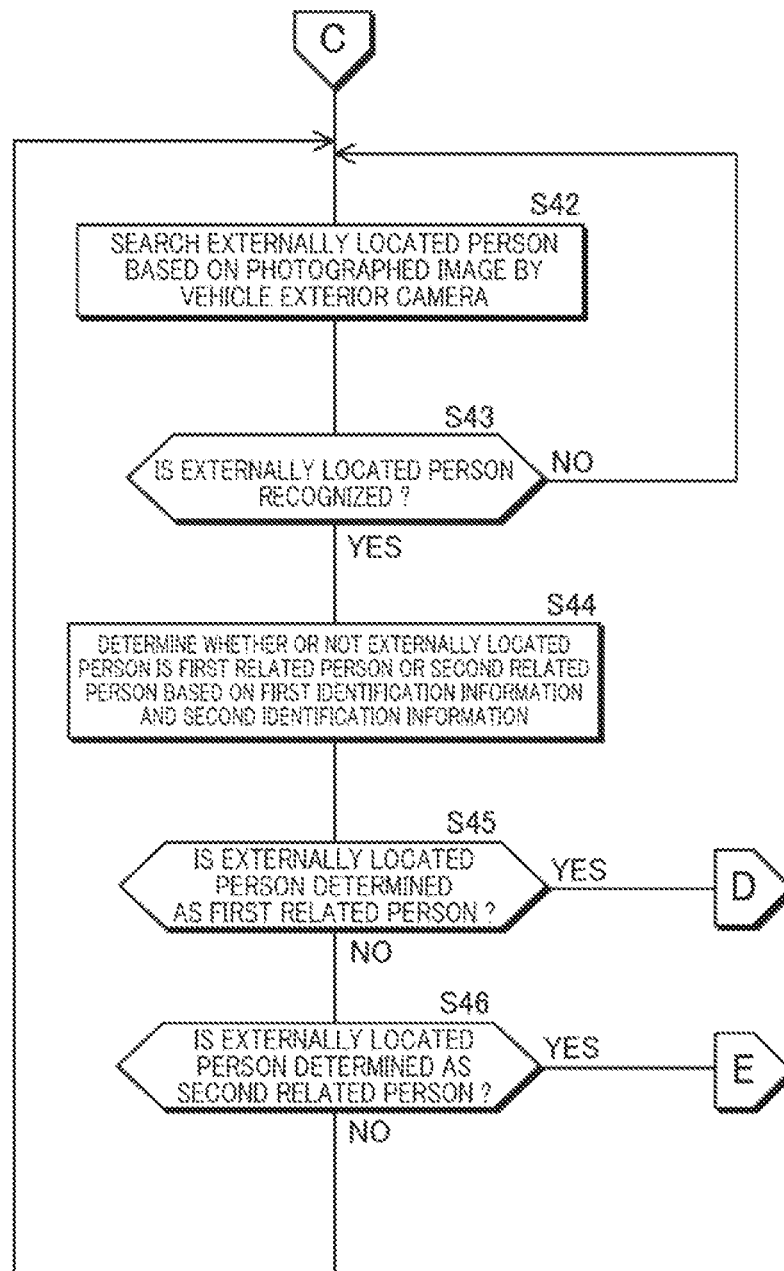 C
S42
SEARCH EXTERNALLY LOCATED PERSON
BASED ON PHOTOGRAPHED IMAGE BY
VEHICLE EXTERIOR CAMERA
S43
IS EXTERNALLY LOCATED PERSON
RECOGNIZED ?
NO
YES
S44
DETERMINE WHETHER OR NOT EXTERNALLY LOCATED
PERSON IS FIRST RELATED PERSON OR SECOND RELATED
PERSON BASED ON FIRST IDENTIFICATION INFORMATION
AND SECOND IDENTIFICATION INFORMATION
S45
IS EXTERNALLY LOCATED
PERSON DETERMINED
AS FIRST RELATED PERSON ?
YES
D
NO
S46
IS EXTERNALLY LOCATED
PERSON DETERMINED AS
SECOND RELATED PERSON ?
YES
E
NO